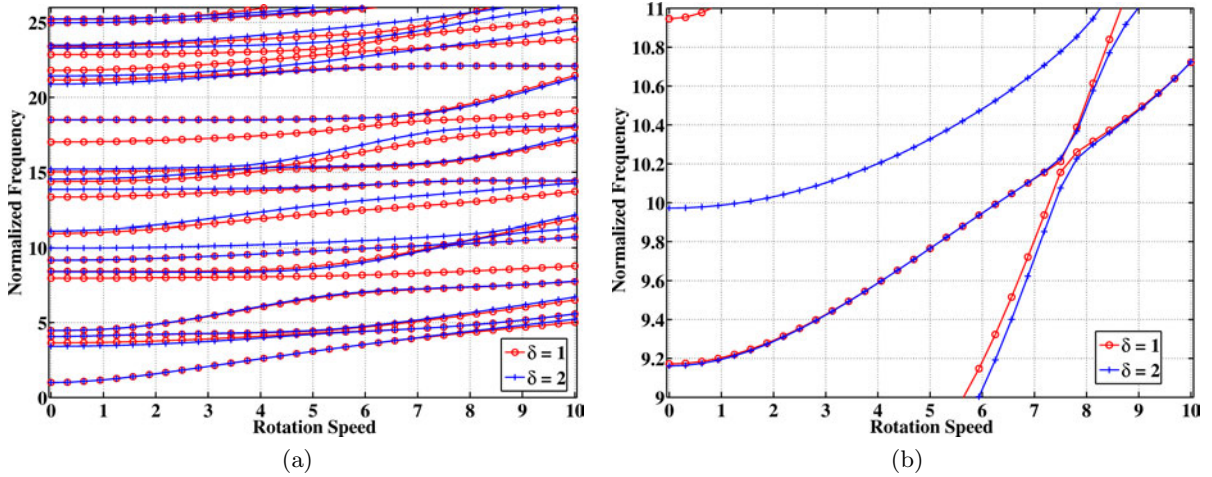 25
20
15
10
5
0
Normalized Frequency
0 1 2 3 4 5 6 7 8 9 10
Rotation Speed
δ = 1
δ = 2
(a)
11
10.8
10.6
10.4
10.2
10
9.8
9.6
9.4
9.2
9
Normalized Frequency
0 1 2 3 4 5 6 7 8 9 10
Rotation Speed
δ = 1
δ = 2
(b)